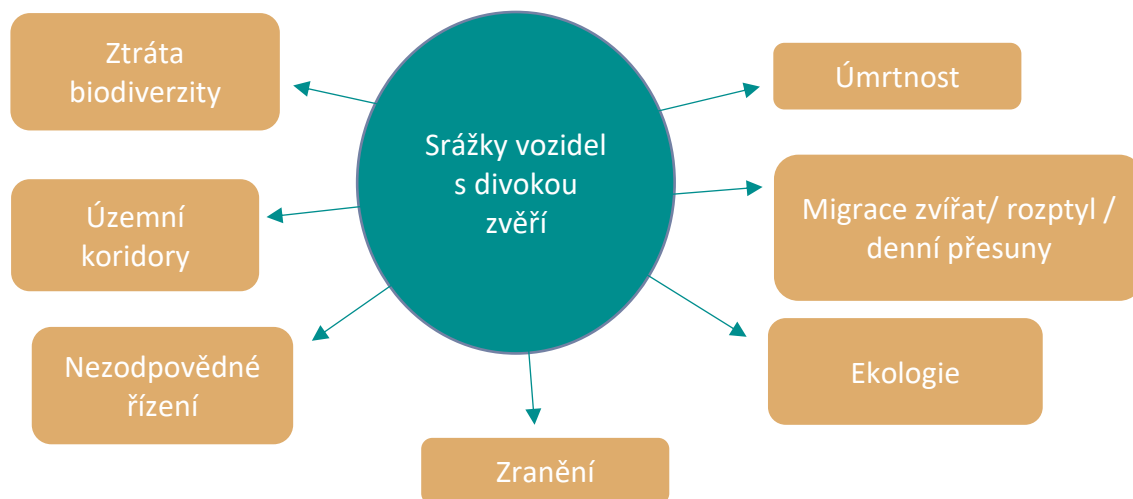 Ztráta
biodiverzity
Úmrtnost
Srážky vozidel
s divokou
zvěří
Územní
koridory
Migrace zvířat/ rozptyl /
denní přesuny
Nezodpovědné
řízení
Ekologie
Zranění